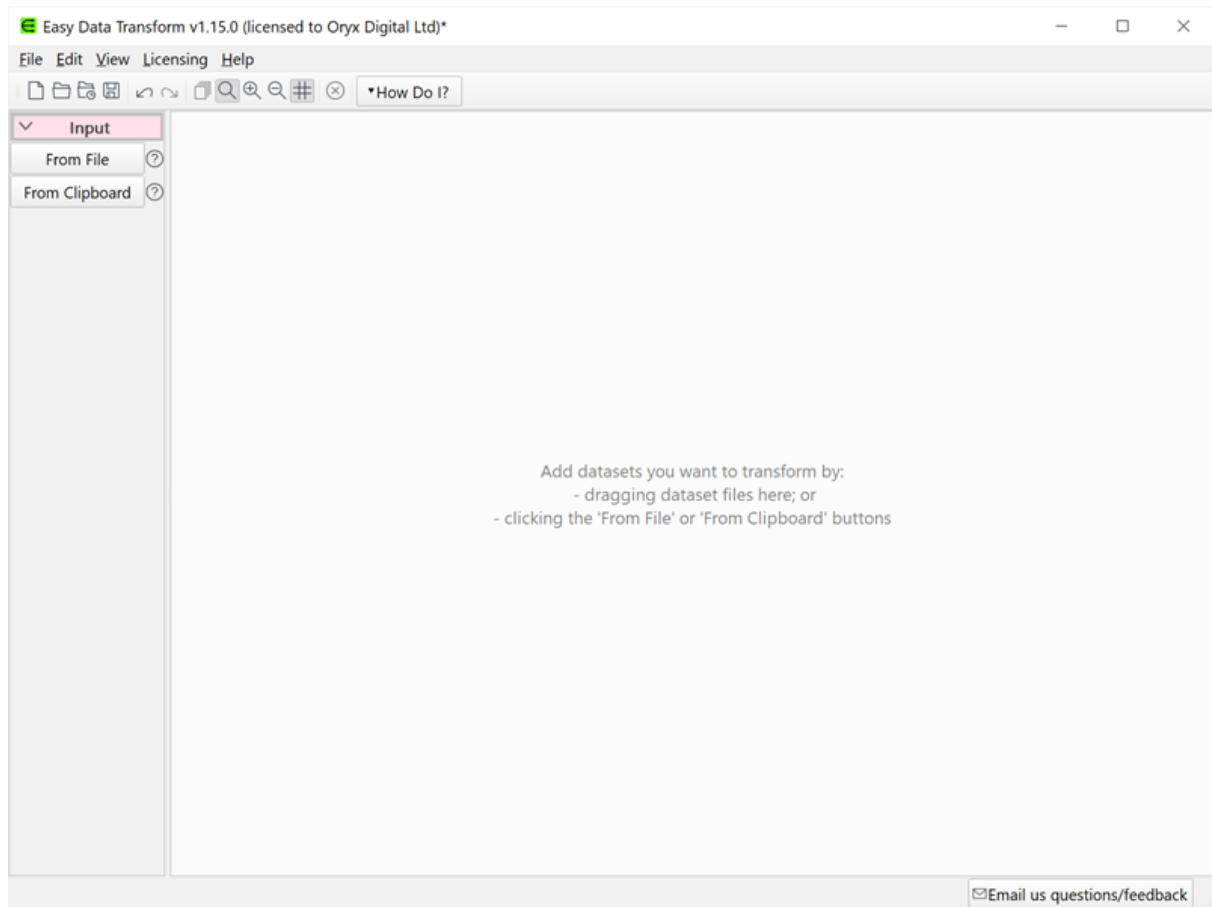 Easy Data Transform v1.15.0 (licensed to Oryx Digital Ltd)*
File Edit View Licensing Help
How Do I?
Input
From File ?
From Clipboard ?
Add datasets you want to transform by:
- dragging dataset files here; or
- clicking the 'From File' or 'From Clipboard' buttons
Email us questions/feedback